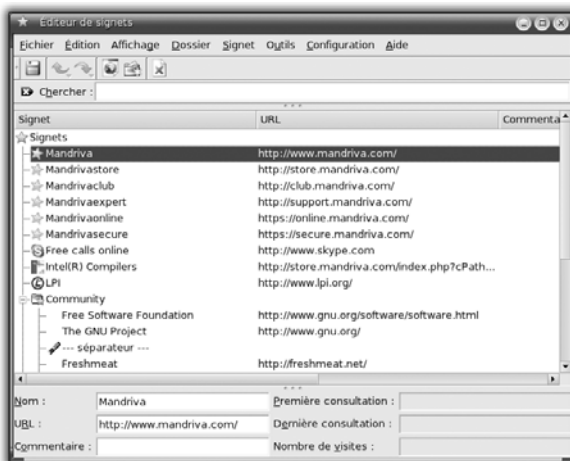 Éditeur de signets
Fichier Édition Affichage Dossier Signet Outils Configuration Aide
Chercher :
Signet URL Commenta
Signets
Mandriva http://www.mandriva.com/
Mandrivastore http://store.mandriva.com/
Mandrivaclub http://club.mandriva.com/
Mandrivaexpert http://support.mandriva.com/
Mandrivaonline https://online.mandriva.com/
Mandrivasecure https://secure.mandriva.com/
Free calls online http://www.skype.com
Intel(R) Compilers http://store.mandriva.com/index.php?cPath...
LPI http://www.lpi.org/
Community
Free Software Foundation http://www.gnu.org/software/software.html
The GNU Project http://www.gnu.org/
--- séparateur ---
Freshmeat http://freshmeat.net/
Nom : Mandriva Première consultation :
URL : http://www.mandriva.com/ Dernière consultation :
Commentaire : Nombre de visites :